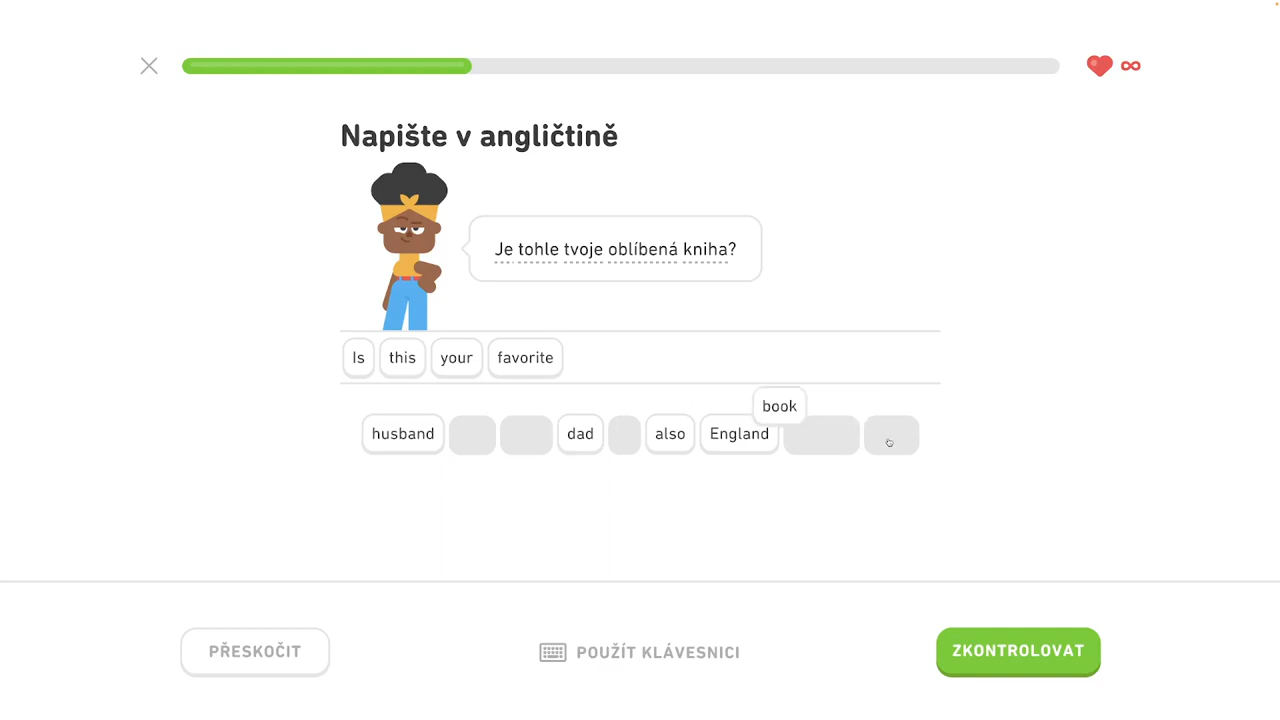 Napište v angličtině
Je tohle tvoje oblíbená kniha?
Is this your favorite
book
husband dad also England
PŘESKOČIT POUŽÍT KLÁVESNICI ZKONTROLOVAT